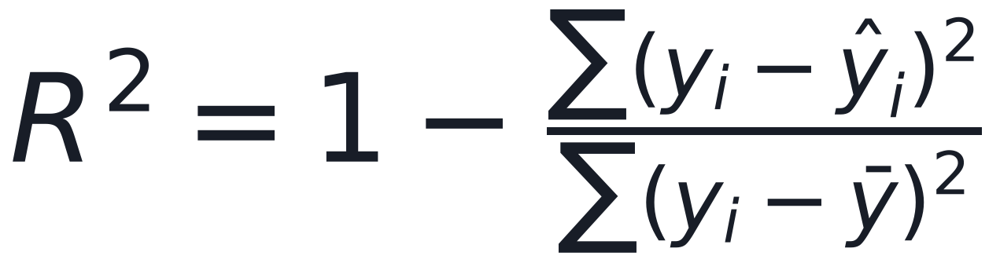 R² = 1 − ∑(yᵢ − ŷᵢ)² / ∑(yᵢ − ȳ)²